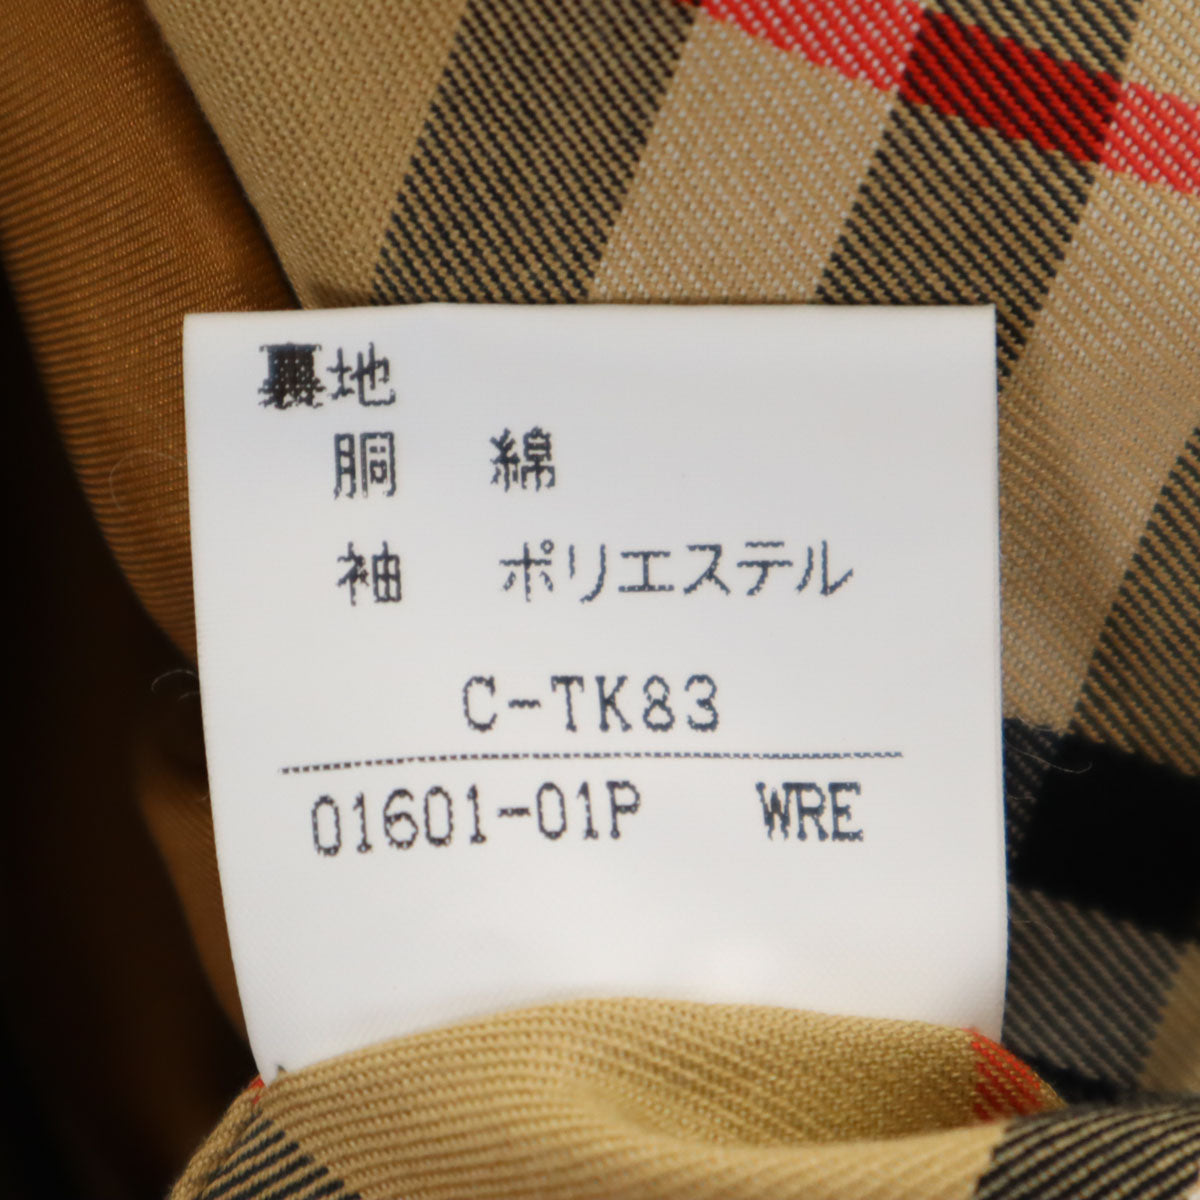 裏地
胴 綿
袖 ポリエステル
C-TK83
01601-01P WRE